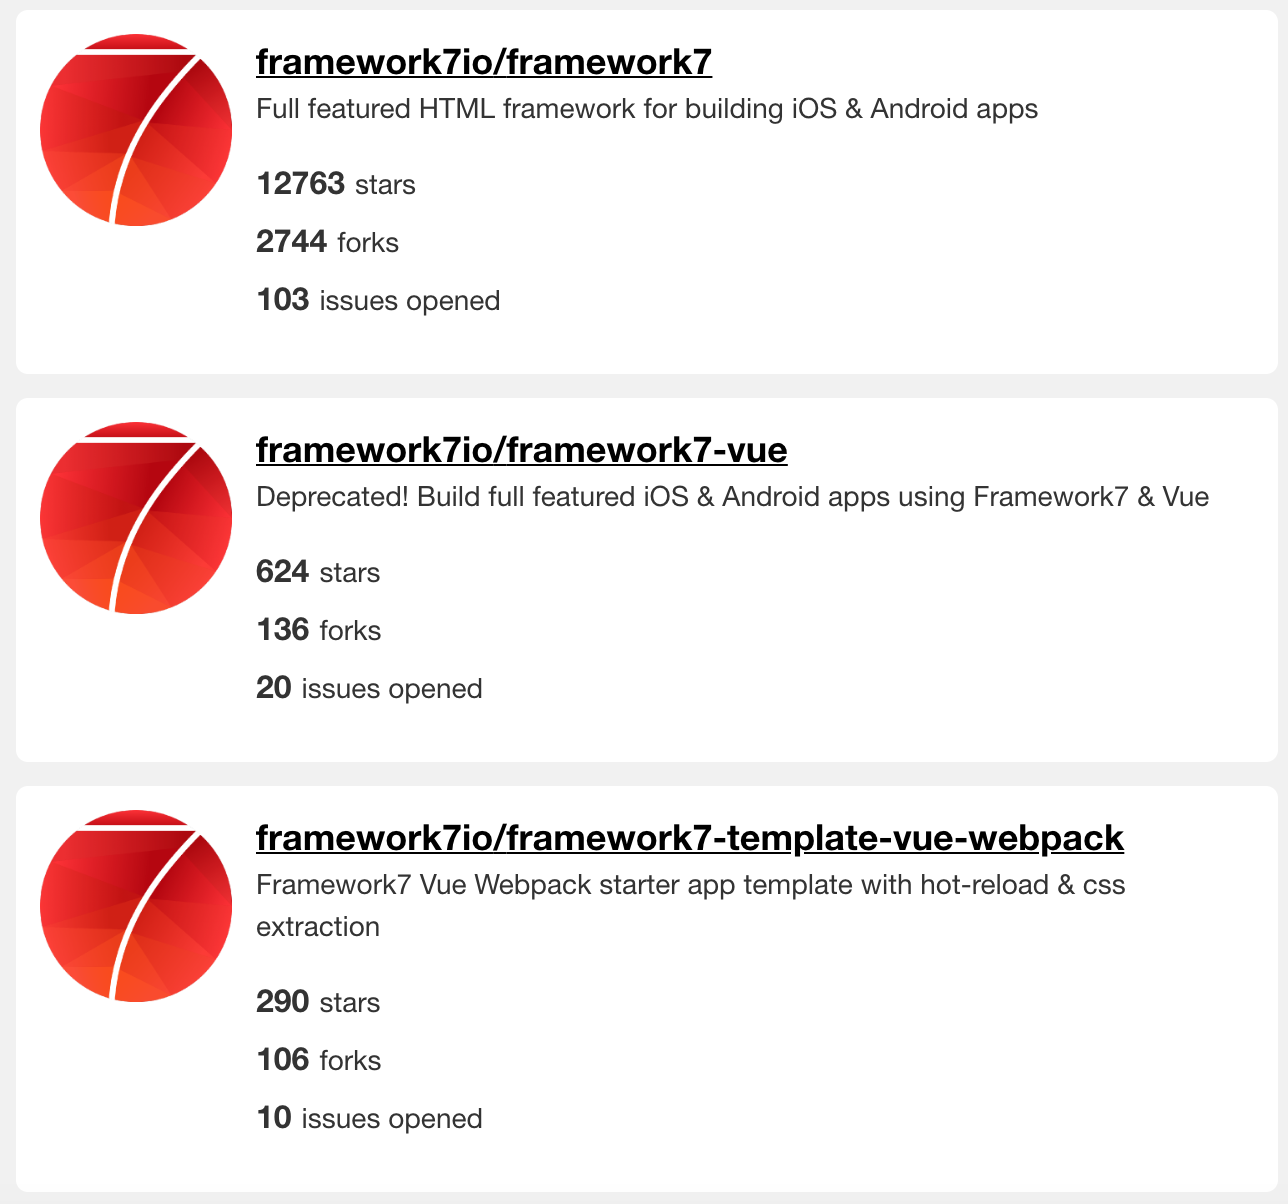 framework7io/framework7
Full featured HTML framework for building iOS & Android apps
12763 stars
2744 forks
103 issues opened
framework7io/framework7-vue
Deprecated! Build full featured iOS & Android apps using Framework7 & Vue
624 stars
136 forks
20 issues opened
framework7io/framework7-template-vue-webpack
Framework7 Vue Webpack starter app template with hot-reload & css
extraction
290 stars
106 forks
10 issues opened